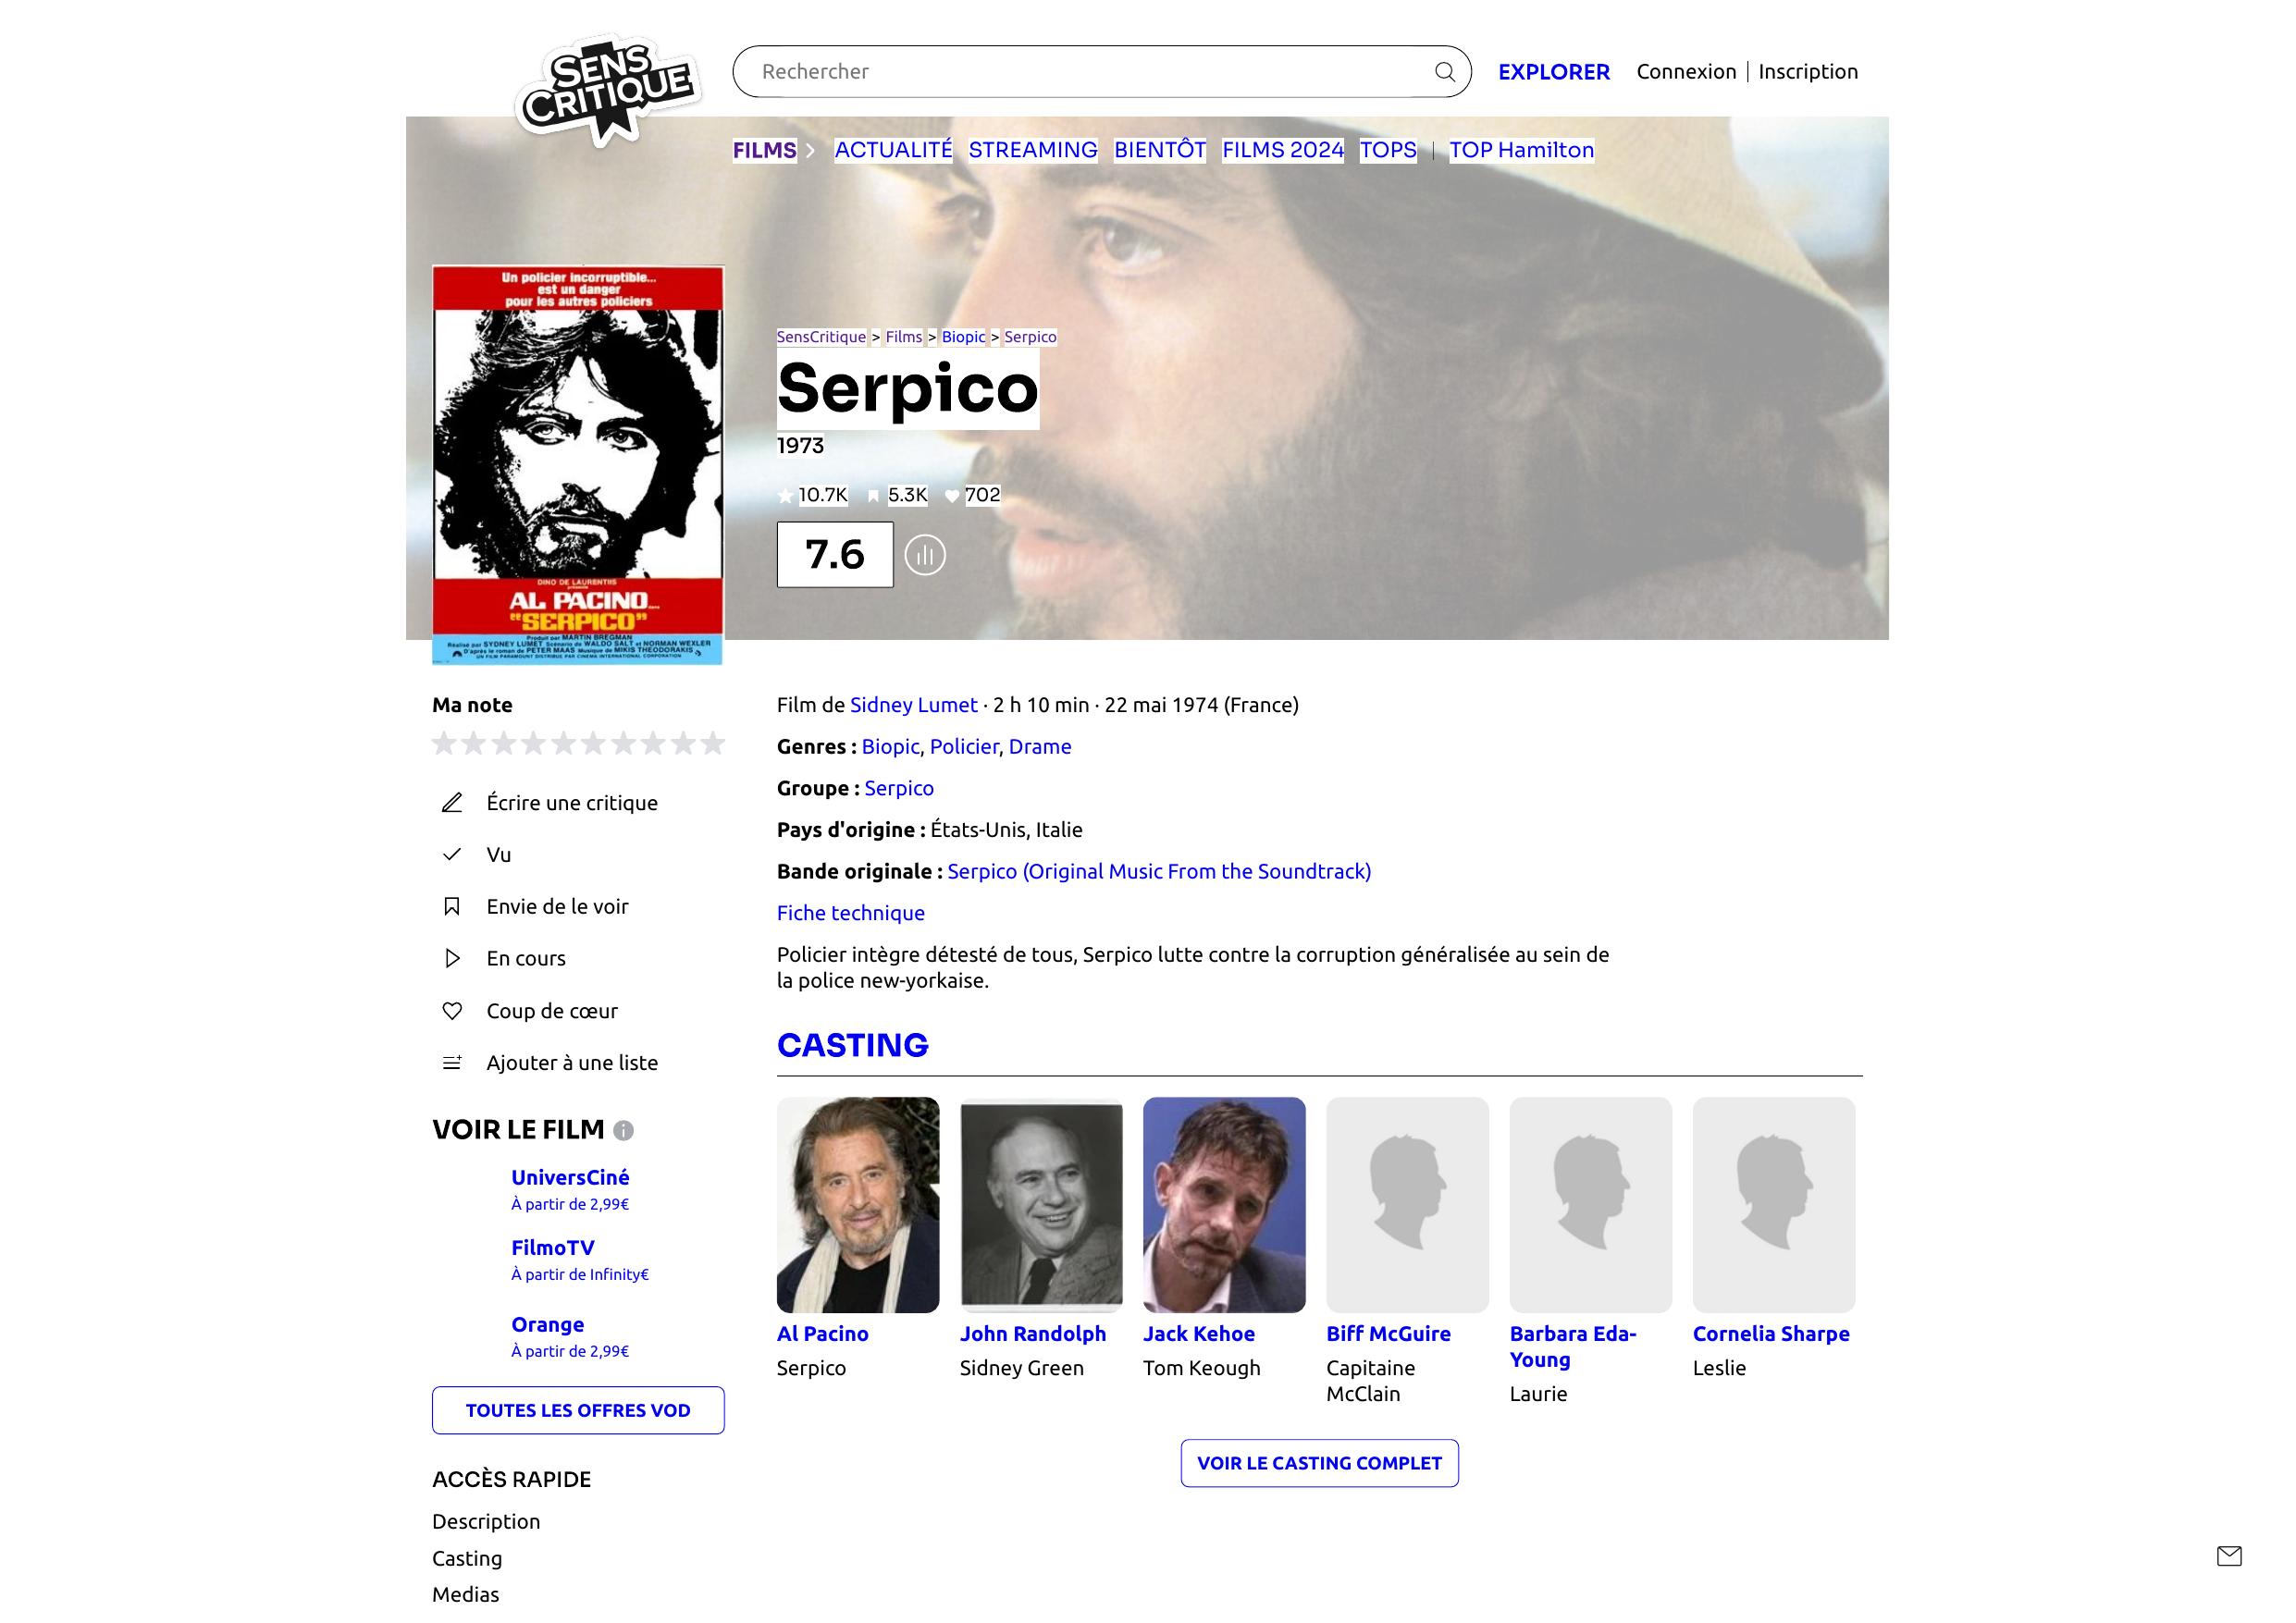 SENS CRITIQUE
Rechercher
EXPLORER
Connexion | Inscription
FILMS
ACTUALITÉ STREAMING BIENTÔT FILMS 2024 TOPS | TOP Hamilton
Un policier incorruptible...
est un danger
pour les autres policiers
DINO DE LAURENTIIS
AL PACINO
"SERPICO"
Produit par MARTIN BREGMAN
Réalisé par SYDNEY LUMET Scénario de WALDO SALT et NORMAN WEXLER
D'après le roman de PETER MAAS Musique de MIKIS THEODORAKIS
UN FILM PARAMOUNT DISTRIBUÉ PAR CINEMA INTERNATIONAL CORPORATION
SensCritique > Films > Biopic > Serpico
Serpico
1973
10.7K 5.3K 702
7.6
Ma note
Écrire une critique
Vu
Envie de le voir
En cours
Coup de cœur
Ajouter à une liste
VOIR LE FILM
UniversCiné
À partir de 2,99€
FilmoTV
À partir de Infinity€
Orange
À partir de 2,99€
TOUTES LES OFFRES VOD
ACCÈS RAPIDE
Description
Casting
Medias
Film de Sidney Lumet · 2 h 10 min · 22 mai 1974 (France)
Genres : Biopic, Policier, Drame
Groupe : Serpico
Pays d'origine : États-Unis, Italie
Bande originale : Serpico (Original Music From the Soundtrack)
Fiche technique
Policier intègre détesté de tous, Serpico lutte contre la corruption généralisée au sein de
la police new-yorkaise.
CASTING
Al Pacino
Serpico
John Randolph
Sidney Green
Jack Kehoe
Tom Keough
Biff McGuire
Capitaine
McClain
Barbara Eda-
Young
Laurie
Cornelia Sharpe
Leslie
VOIR LE CASTING COMPLET